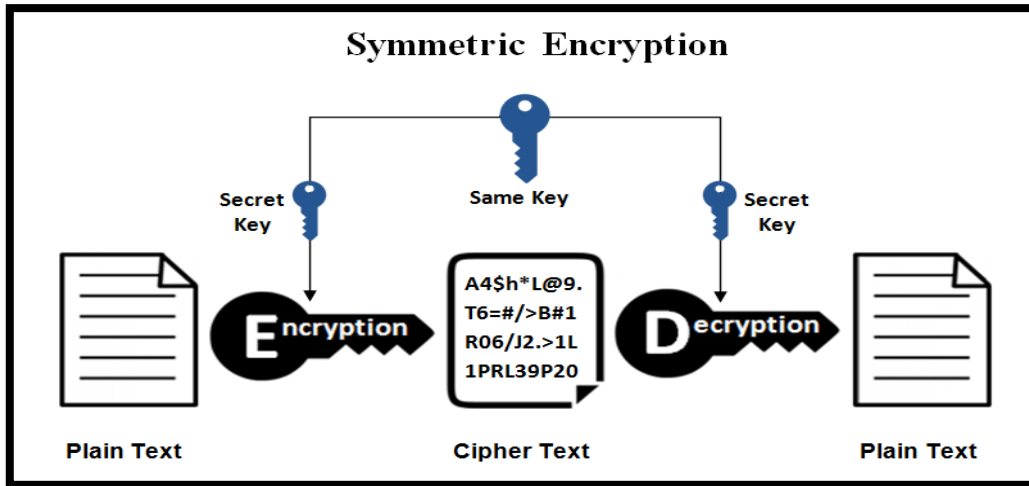 Symmetric Encryption
Secret
Key
Same Key
Secret
Key
Encryption
A4$h*L@9.
T6=#/>B#1
R06/J2.>1L
1PRL39P20
Decryption
Plain Text
Cipher Text
Plain Text